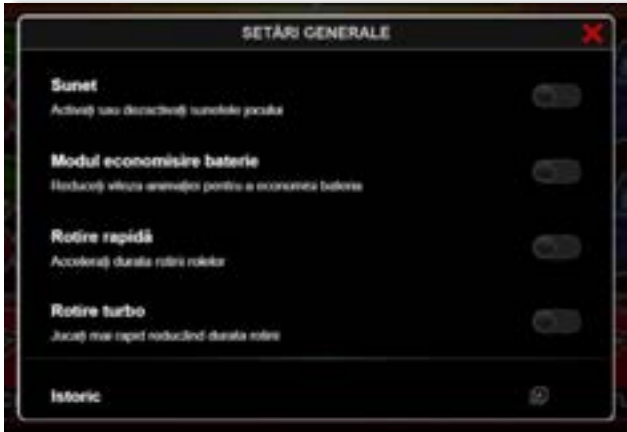 SETĂRI GENERALE
Sunet
Activați sau dezactivați sunetele jocului
Modul economisire baterie
Reduceți viteza animației pentru a economisi bateria
Rotire rapidă
Accelerați durata rotirii rolelor
Rotire turbo
Jucați mai rapid reducând durata rotirii
Istoric